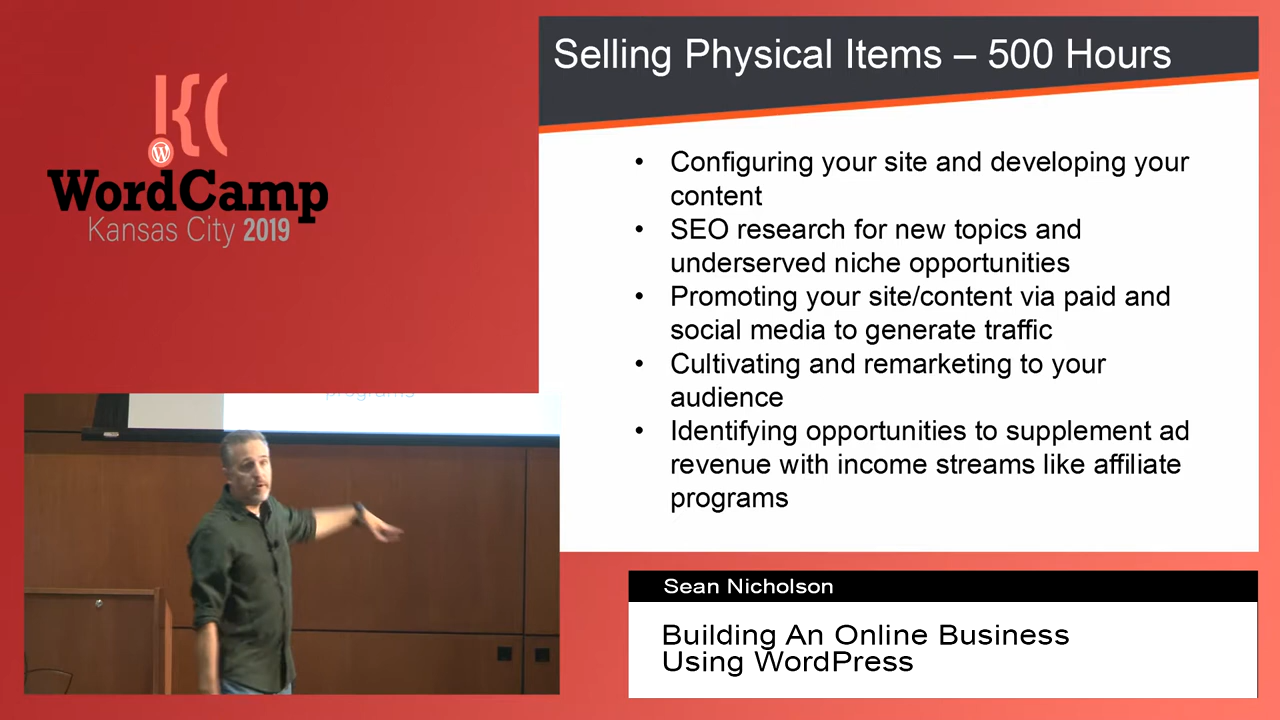 WordCamp
Kansas City 2019
Selling Physical Items – 500 Hours
• Configuring your site and developing your
content
• SEO research for new topics and
underserved niche opportunities
• Promoting your site/content via paid and
social media to generate traffic
• Cultivating and remarketing to your
audience
• Identifying opportunities to supplement ad
revenue with income streams like affiliate
programs
programs
Sean Nicholson
Building An Online Business
Using WordPress